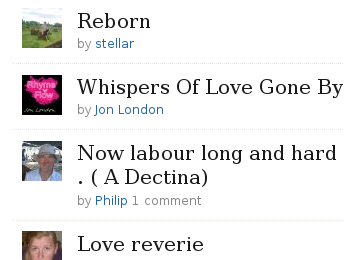 Reborn
by stellar
Rhyme
Flow
Jon London
Whispers Of Love Gone By
by Jon London
Now labour long and hard
. ( A Dectina)
by Philip 1 comment
Love reverie